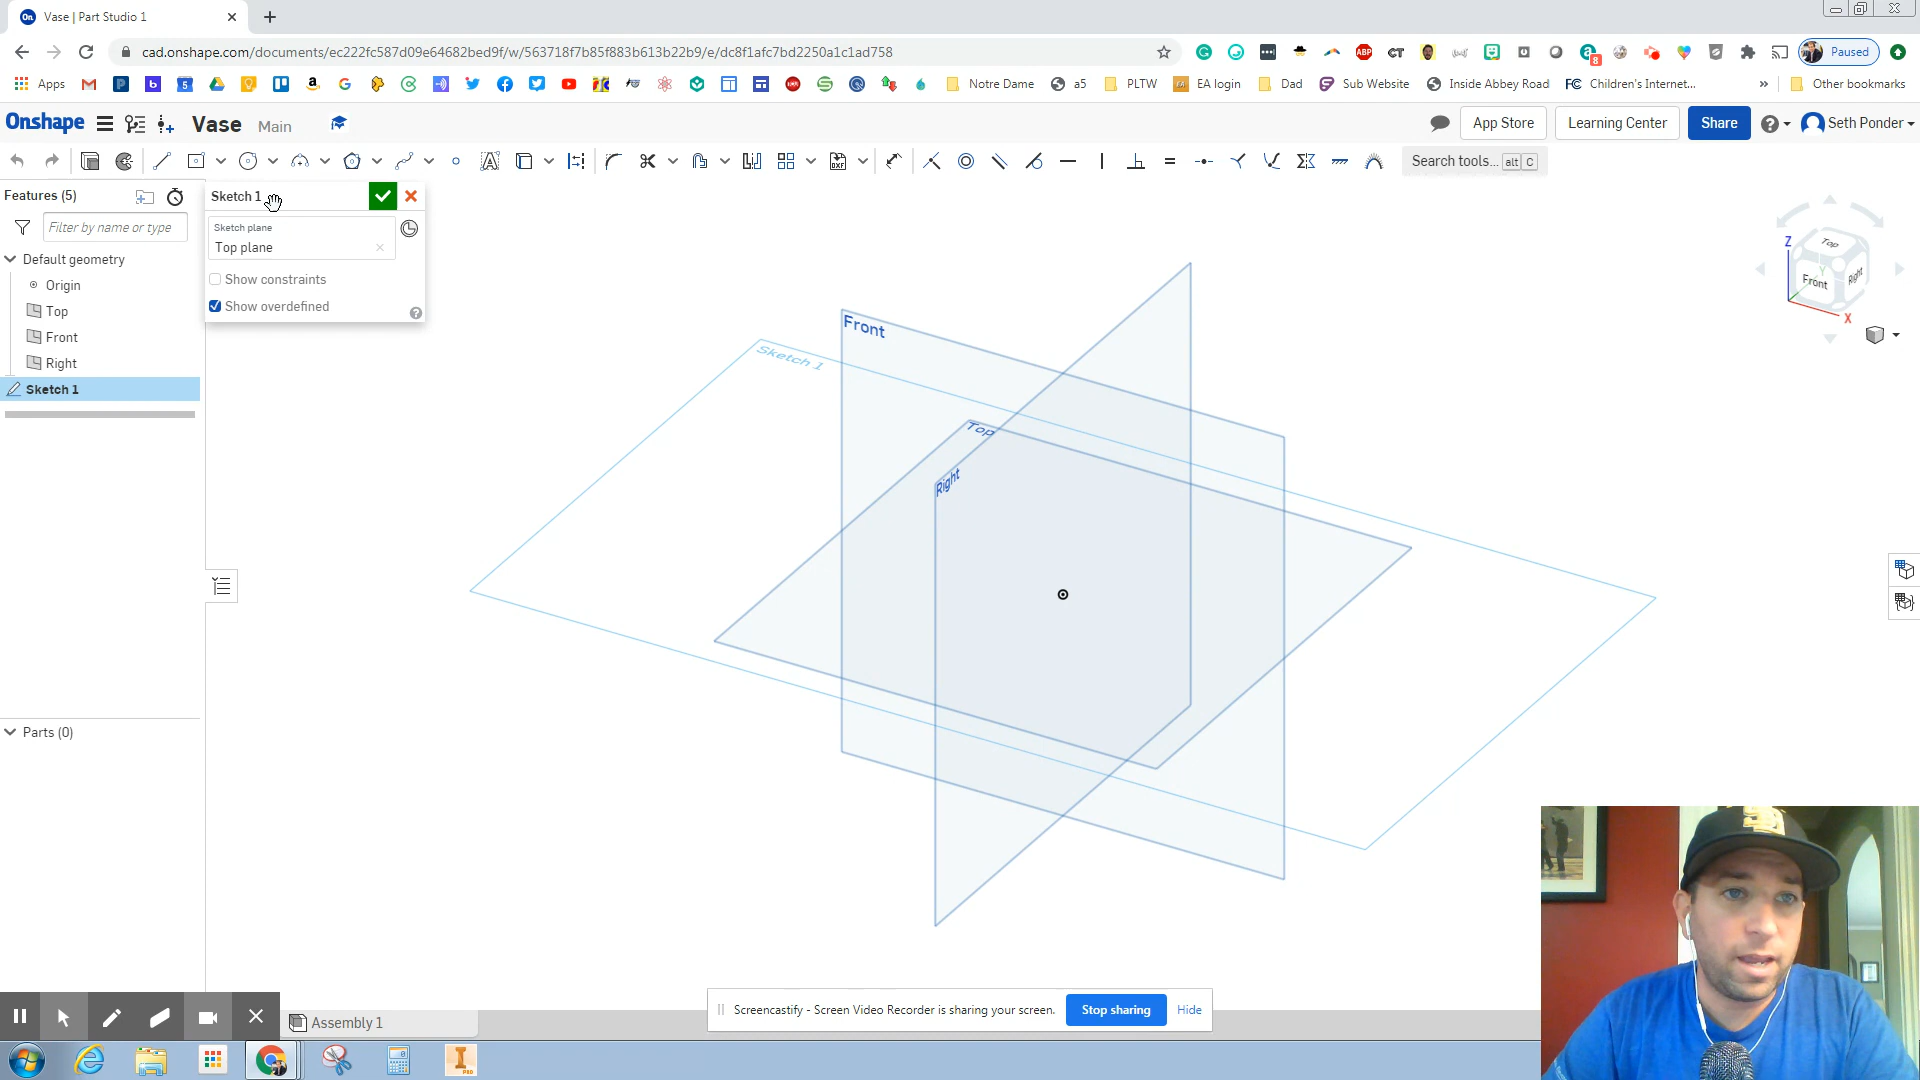 Vase | Part Studio 1
cad.onshape.com/documents/ec222fc587d09e64682bed9f/w/563718f7b85f883b613b22b9/e/dc8f1afc7bd2250a1c1ad758
ABP
CT
8
Paused
Apps
Notre Dame
a5
PLTW
EA login
Dad
Sub Website
Inside Abbey Road
FC Children's Internet...
»
Other bookmarks
Onshape
Vase Main
App Store
Learning Center
Share
Seth Ponder
Search tools... alt C
Features (5)
Filter by name or type
Default geometry
Origin
Top
Front
Right
Sketch 1
Parts (0)
Sketch 1
Sketch plane
Top plane
Show constraints
Show overdefined
Front
Sketch 1
Top
Right
Z
Top
Front
Y
Right
X
Screencastify - Screen Video Recorder is sharing your screen.
Stop sharing
Hide
Assembly 1